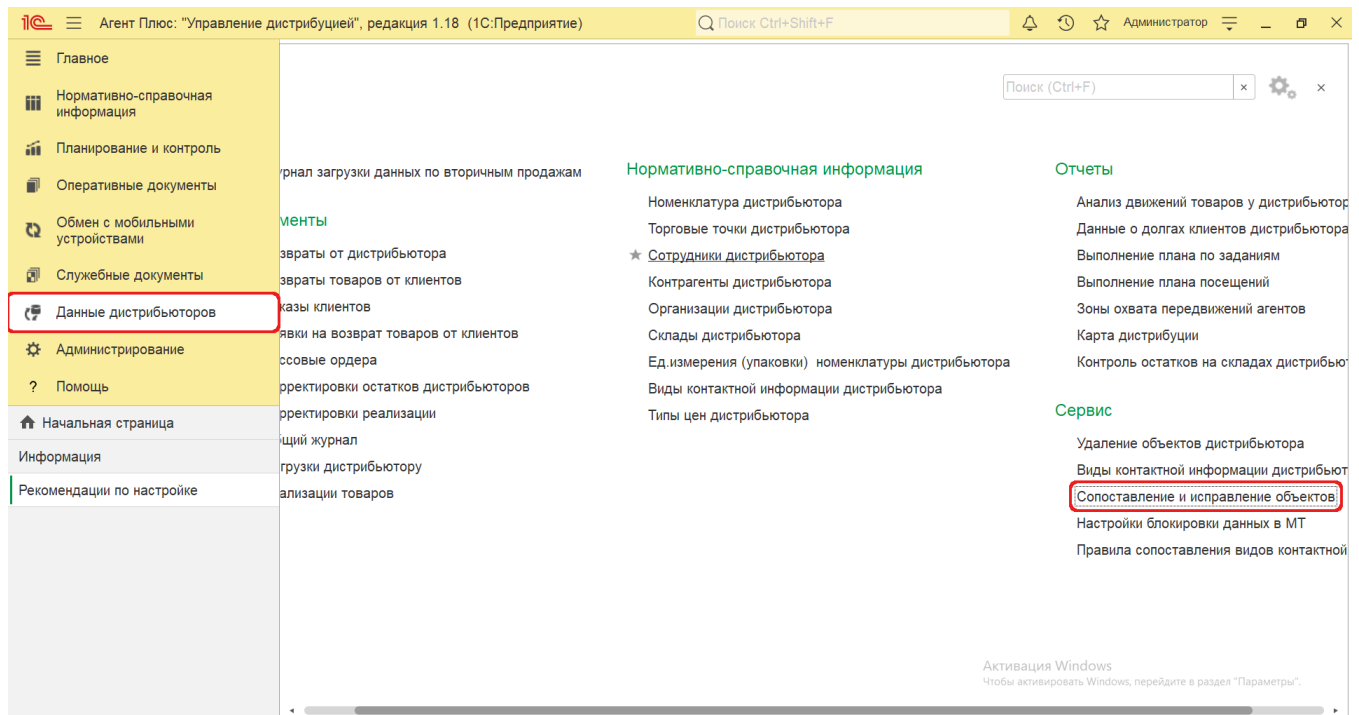 1С Агент Плюс: "Управление дистрибуцией", редакция 1.18 (1С:Предприятие)
Поиск Ctrl+Shift+F
Администратор
Главное
Нормативно-справочная
информация
Планирование и контроль
Оперативные документы
Обмен с мобильными
устройствами
Служебные документы
Данные дистрибьюторов
Администрирование
? Помощь
Начальная страница
Информация
Рекомендации по настройке
Поиск (Ctrl+F)
рнал загрузки данных по вторичным продажам
менты
звраты от дистрибьютора
звраты товаров от клиентов
казы клиентов
явки на возврат товаров от клиентов
ссовые ордера
рректировки остатков дистрибьюторов
рректировки реализации
щий журнал
грузки дистрибьютору
ализации товаров
Нормативно-справочная информация
Номенклатура дистрибьютора
Торговые точки дистрибьютора
Сотрудники дистрибьютора
Контрагенты дистрибьютора
Организации дистрибьютора
Склады дистрибьютора
Ед.измерения (упаковки) номенклатуры дистрибьютора
Виды контактной информации дистрибьютора
Типы цен дистрибьютора
Отчеты
Анализ движений товаров у дистрибьютор
Данные о долгах клиентов дистрибьютора
Выполнение плана по заданиям
Выполнение плана посещений
Зоны охвата передвижений агентов
Карта дистрибуции
Контроль остатков на складах дистрибью
Сервис
Удаление объектов дистрибьютора
Виды контактной информации дистрибьют
Сопоставление и исправление объектов
Настройки блокировки данных в МТ
Правила сопоставления видов контактной
Активация Windows
Чтобы активировать Windows, перейдите в раздел "Параметры".